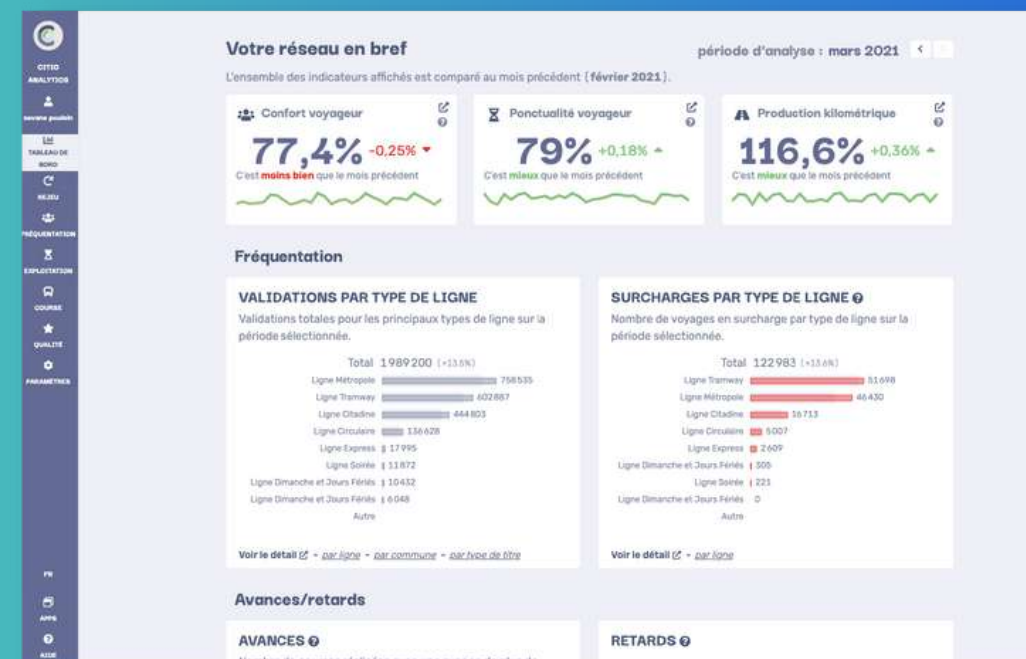 CITIO
ANALYTICS
TABLEAU DE
BORD
REJEU
FRÉQUENTATION
EXPLOITATION
COURSE
QUALITÉ
PARAMÈTRES
FR
APPS
AIDE
Votre réseau en bref
période d'analyse : mars 2021
L'ensemble des indicateurs affichés est comparé au mois précédent (février 2021).
Confort voyageur
77,4% -0,25%
C'est moins bien que le mois précédent
Ponctualité voyageur
79% +0,18%
C'est mieux que le mois précédent
Production kilométrique
116,6% +0,36%
C'est mieux que le mois précédent
Fréquentation
VALIDATIONS PAR TYPE DE LIGNE
Validations totales pour les principaux types de ligne sur la
période sélectionnée.
Total 1989200 (+13.5%)
Ligne Métropole 758535
Ligne Tramway 602887
Ligne Citadine 444803
Ligne Circulaire 136628
Ligne Express 17995
Ligne Soirée 11872
Ligne Dimanche et Jours Fériés 10432
Ligne Dimanche et Jours Fériés 6048
Autre
Voir le détail - par ligne - par commune - par type de titre
SURCHARGES PAR TYPE DE LIGNE
Nombre de voyages en surcharge par type de ligne sur la
période sélectionnée.
Total 122983 (+13.6%)
Ligne Tramway 51698
Ligne Métropole 46430
Ligne Citadine 16713
Ligne Circulaire 5007
Ligne Express 2609
Ligne Dimanche et Jours Fériés 305
Ligne Soirée 221
Ligne Dimanche et Jours Fériés 0
Autre
Voir le détail - par ligne
Avances/retards
AVANCES
RETARDS